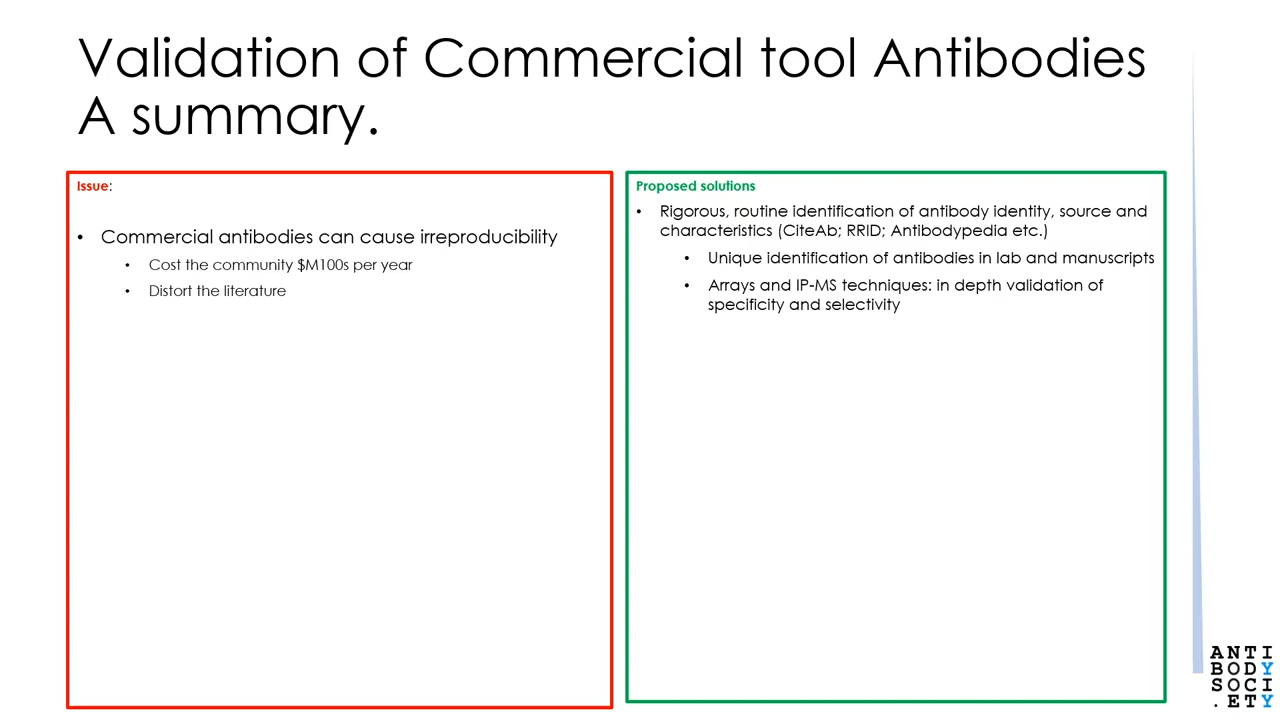 Validation of Commercial tool Antibodies
A summary.
Issue:
• Commercial antibodies can cause irreproducibility
• Cost the community $M100s per year
• Distort the literature
Proposed solutions
• Rigorous, routine identification of antibody identity, source and
characteristics (CiteAb; RRID; Antibodypedia etc.)
• Unique identification of antibodies in lab and manuscripts
• Arrays and IP-MS techniques: in depth validation of
specificity and selectivity
ANTI
BODY
SOCI
.ETY